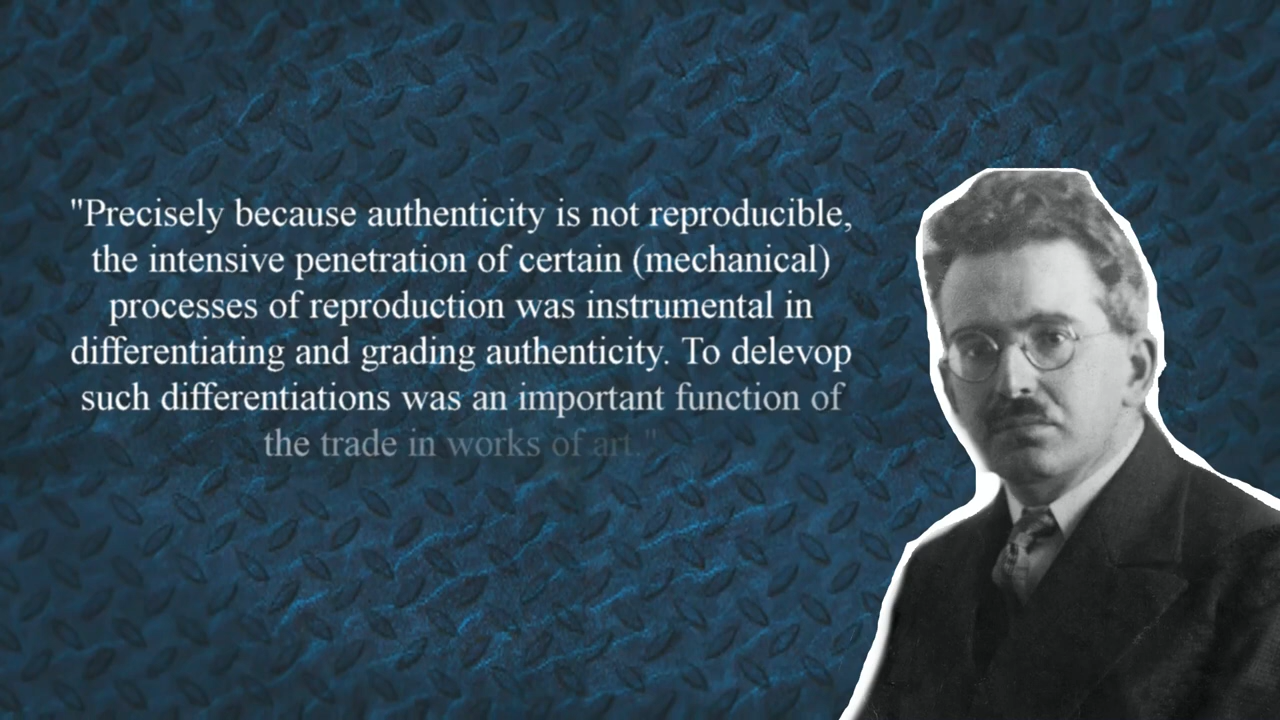 "Precisely because authenticity is not reproducible,
the intensive penetration of certain (mechanical)
processes of reproduction was instrumental in
differentiating and grading authenticity. To delevop
such differentiations was an important function of
the trade in works of art."